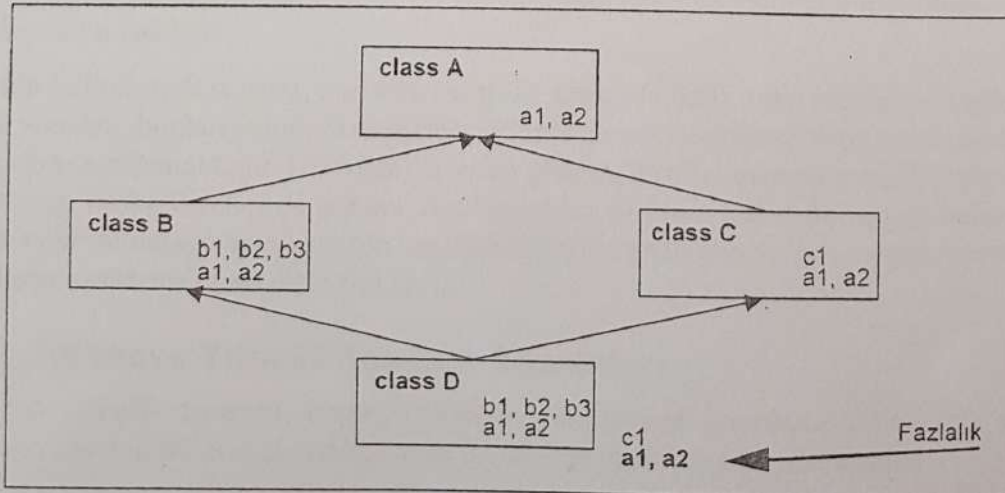 class A
a1, a2
class B
b1, b2, b3
a1, a2
class C
c1
a1, a2
class D
b1, b2, b3
a1, a2
c1
a1, a2
Fazlalık